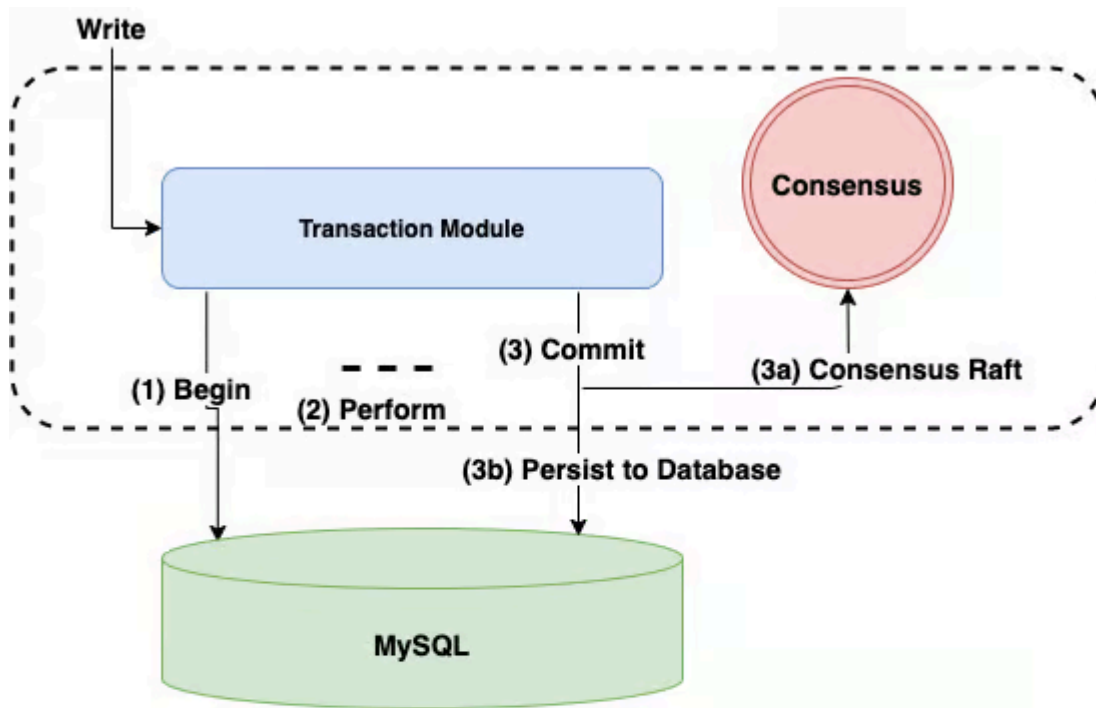 Write
Consensus
Transaction Module
(3) Commit
(3a) Consensus Raft
(1) Begin
(2) Perform
(3b) Persist to Database
MySQL